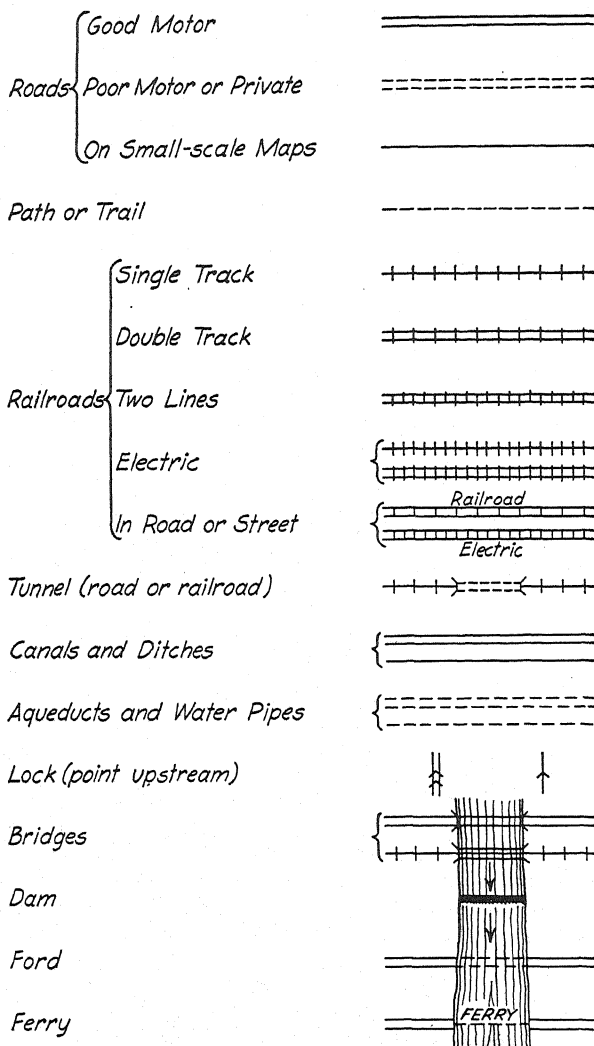 Good Motor
Roads Poor Motor or Private
On Small-scale Maps
Path or Trail
Single Track
Double Track
Railroads Two Lines
Electric
Railroad
In Road or Street
Electric
Tunnel (road or railroad)
Canals and Ditches
Aqueducts and Water Pipes
Lock (point upstream)
Bridges
Dam
Ford
Ferry FERRY